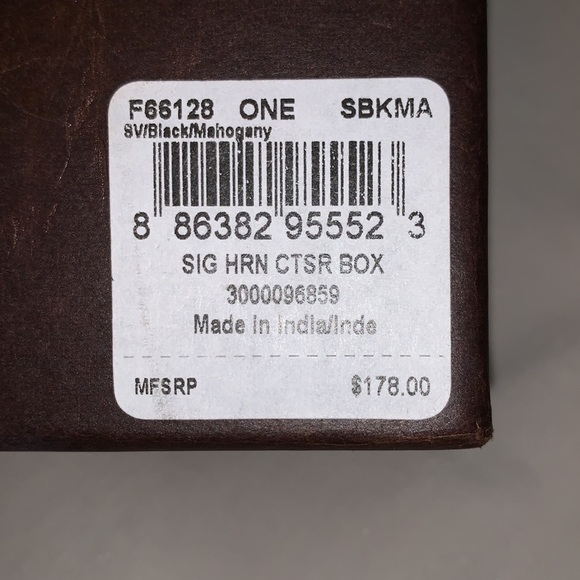 F66128 ONE SBKMA
SV/Black/Mahogany
8 86382 95552 3
SIG HRN CTSR BOX
3000096859
Made in India/Inde
MFSRP $178.00